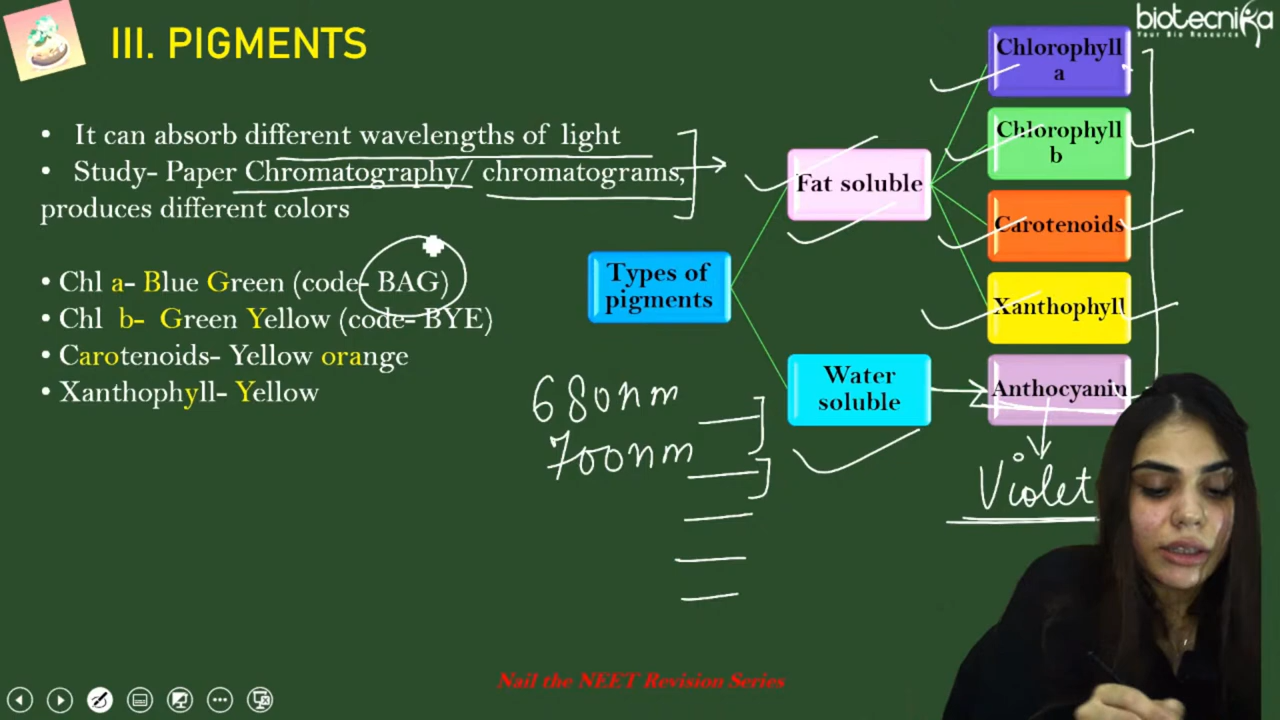 III. PIGMENTS
biotecnika
Your Bio Resource
• It can absorb different wavelengths of light
• Study- Paper Chromatography/ chromatograms,
produces different colors
• Chl a- Blue Green (code- BAG)
• Chl b- Green Yellow (code- BYE)
• Carotenoids- Yellow orange
• Xanthophyll- Yellow
Types of
pigments
Fat soluble
Water
soluble
Chlorophyll
a
Chlorophyll
b
Carotenoids
Xanthophyll
Anthocyanin
680nm
700nm
Violet
Nail the NEET Revision Series